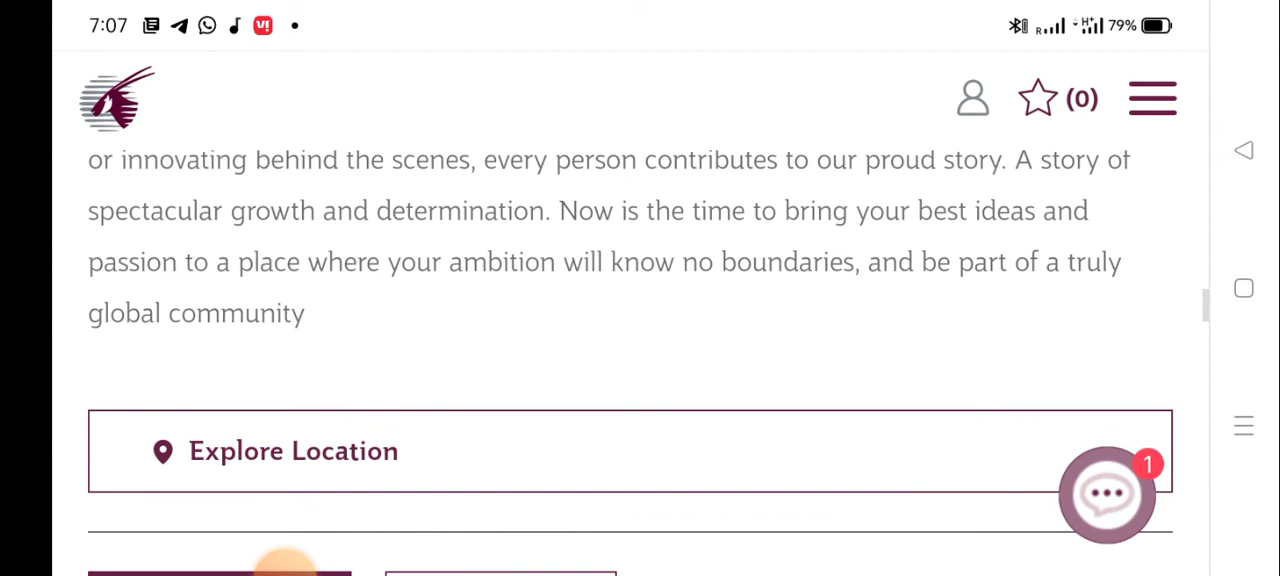 7:07 79%
(0)
or innovating behind the scenes, every person contributes to our proud story. A story of
spectacular growth and determination. Now is the time to bring your best ideas and
passion to a place where your ambition will know no boundaries, and be part of a truly
global community
Explore Location
1